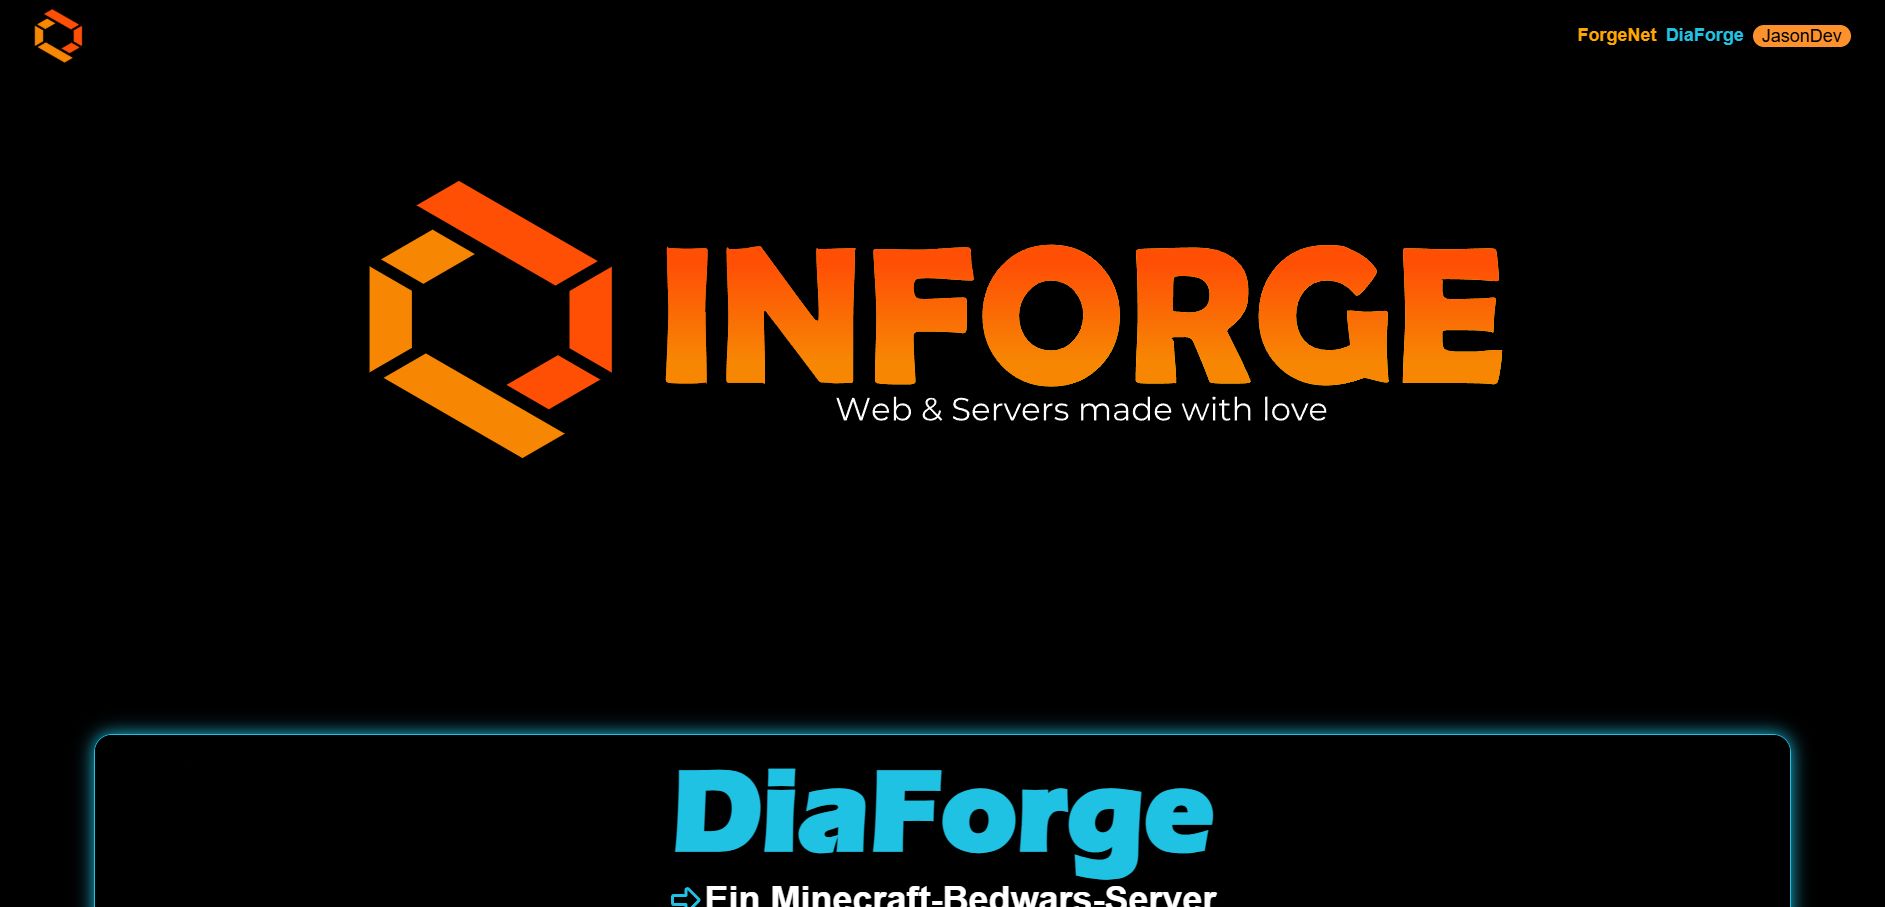 ForgeNet DiaForge JasonDev
INFORGE
Web & Servers made with love
DiaForge
Ein Minecraft-Bedwars-Server